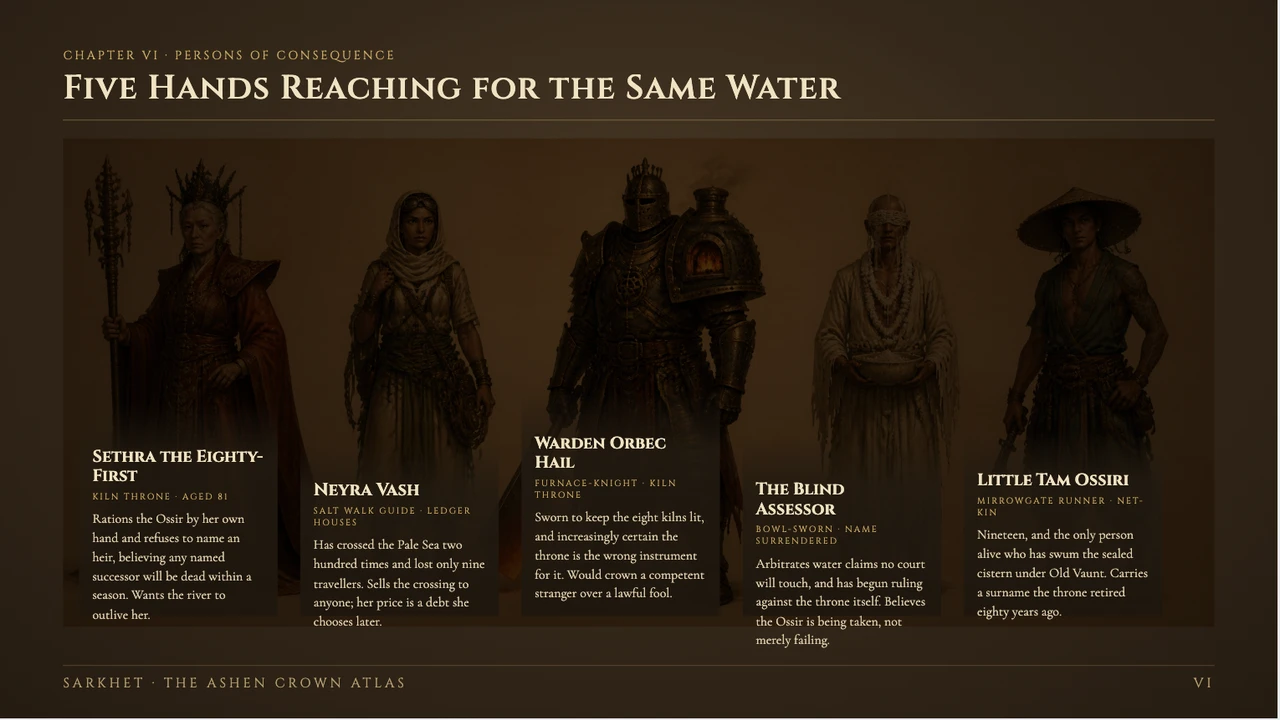 CHAPTER VI · PERSONS OF CONSEQUENCE
FIVE HANDS REACHING FOR THE SAME WATER
SETHRA THE EIGHTY-
FIRST
KILN THRONE · AGED 81
Rations the Ossir by her own
hand and refuses to name an
heir, believing any named
successor will be dead within a
season. Wants the river to
outlive her.
NEYRA VASH
SALT WALK GUIDE · LEDGER
HOUSES
Has crossed the Pale Sea two
hundred times and lost only nine
travellers. Sells the crossing to
anyone; her price is a debt she
chooses later.
WARDEN ORBEC
HAIL
FURNACE-KNIGHT · KILN
THRONE
Sworn to keep the eight kilns lit,
and increasingly certain the
throne is the wrong instrument
for it. Would crown a competent
stranger over a lawful fool.
THE BLIND
ASSESSOR
BOWL-SWORN · NAME
SURRENDERED
Arbitrates water claims no court
will touch, and has begun ruling
against the throne itself. Believes
the Ossir is being taken, not
merely failing.
LITTLE TAM OSSIRI
MIRROWGATE RUNNER · NET-
KIN
Nineteen, and the only person
alive who has swum the sealed
cistern under Old Vaunt. Carries
a surname the throne retired
eighty years ago.
SARKHET · THE ASHEN CROWN ATLAS
VI